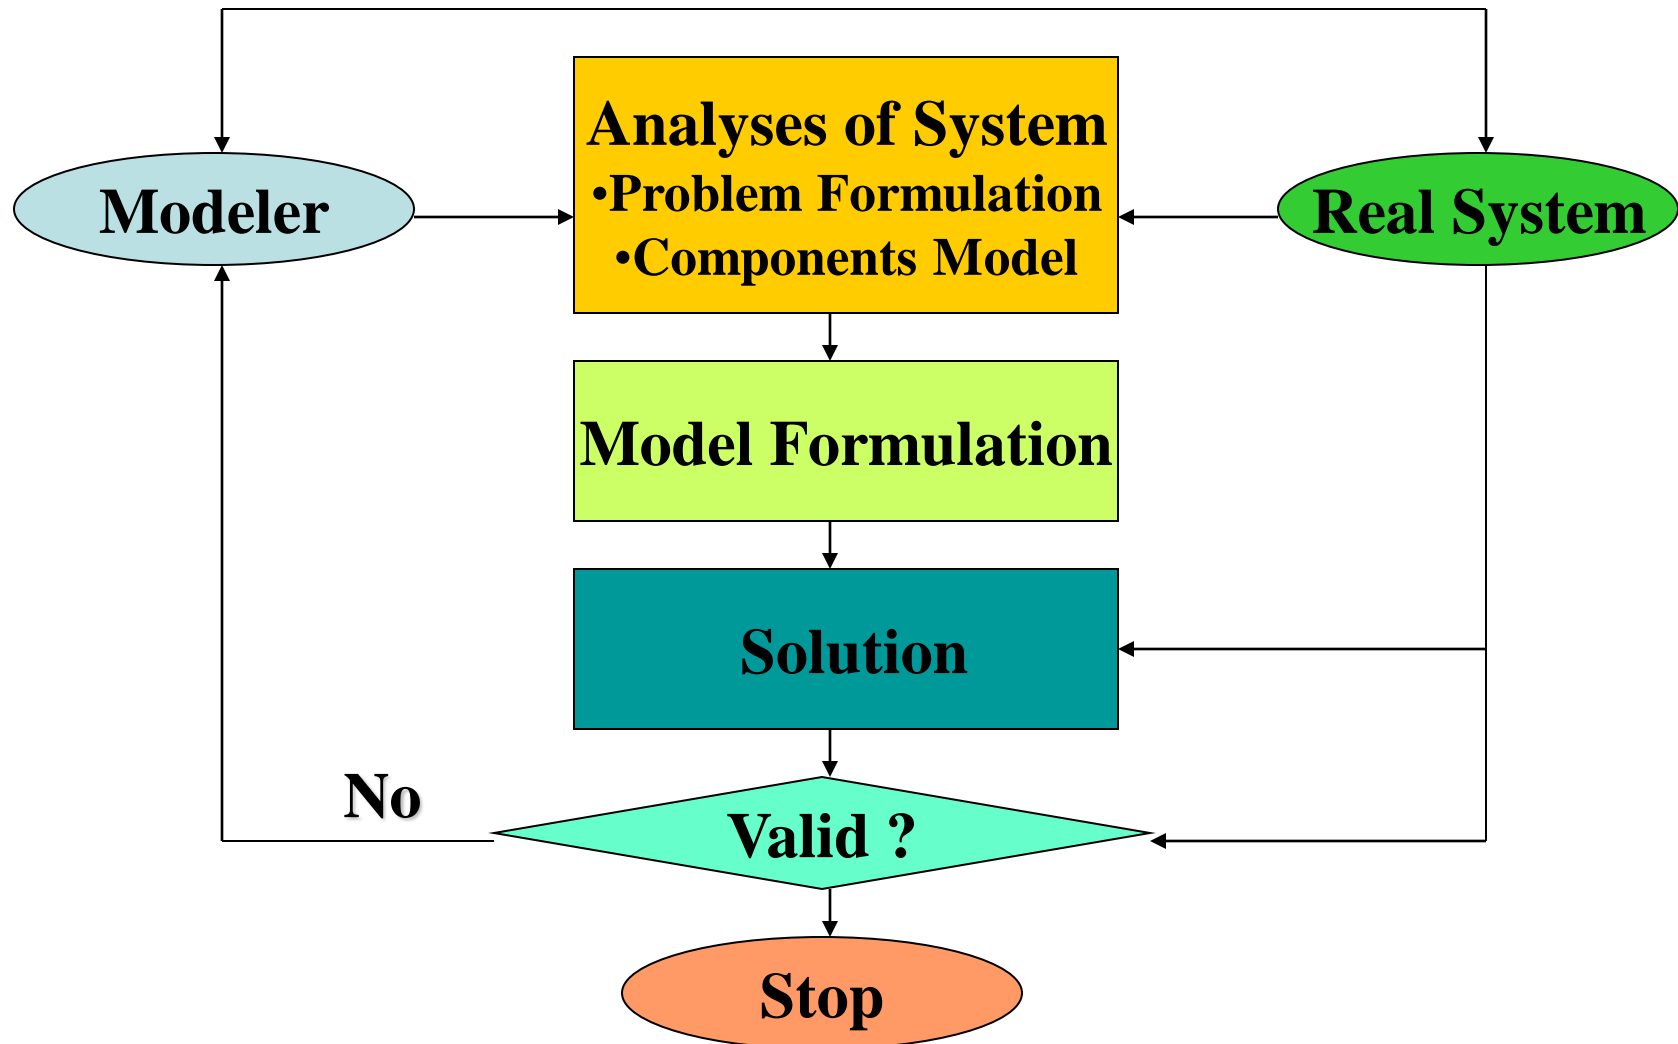 Analyses of System
•Problem Formulation
•Components Model
Modeler
Real System
Model Formulation
Solution
No
Valid ?
Stop